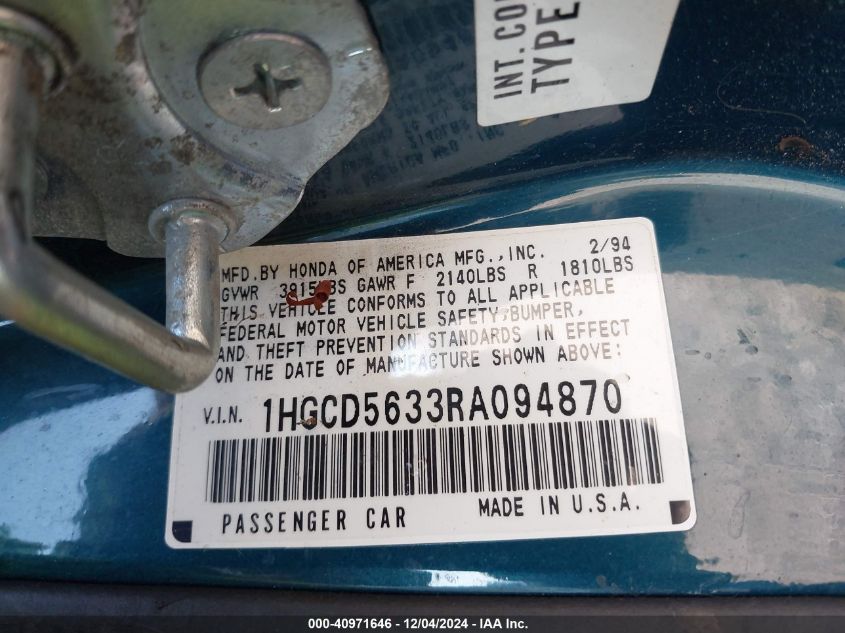 INT. CO
TYPE
MFD.BY HONDA OF AMERICA MFG.,INC. 2/94
GVWR 3915LBS GAWR F 2140LBS R 1810LBS
THIS VEHICLE CONFORMS TO ALL APPLICABLE
FEDERAL MOTOR VEHICLE SAFETY,BUMPER,
AND THEFT PREVENTION STANDARDS IN EFFECT
ON THE DATE OF MANUFACTURE SHOWN ABOVE:
V.I.N. 1HGCD5633RA094870
PASSENGER CAR MADE IN U.S.A.
000-40971646 - 12/04/2024 - IAA Inc.